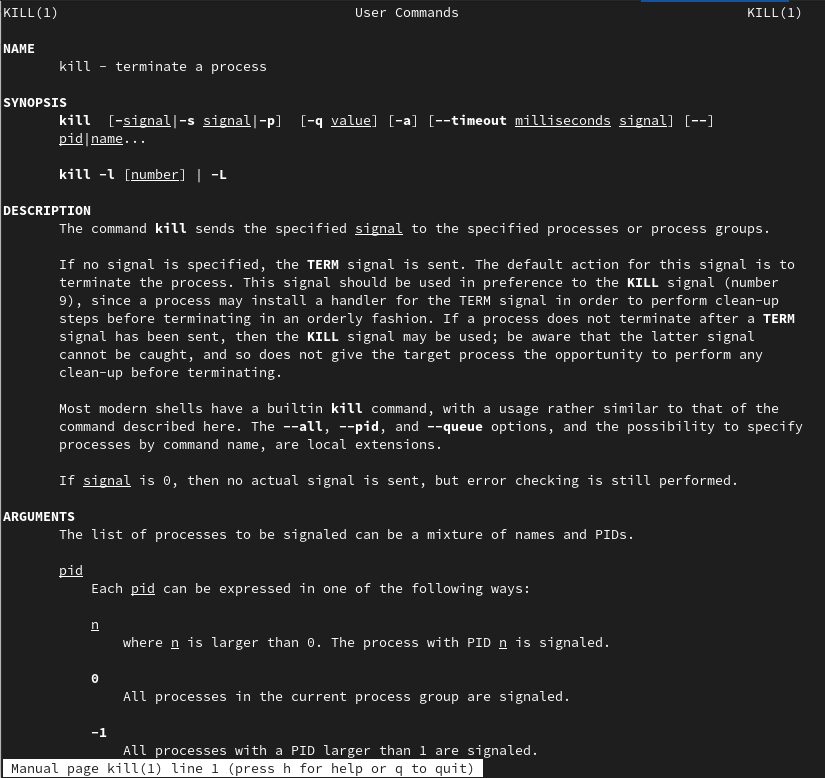 KILL(1) User Commands KILL(1)
NAME
kill - terminate a process
SYNOPSIS
kill [-signal|-s signal|-p] [-q value] [-a] [--timeout milliseconds signal] [--]
pid|name...
kill -l [number] | -L
DESCRIPTION
The command kill sends the specified signal to the specified processes or process groups.
If no signal is specified, the TERM signal is sent. The default action for this signal is to
terminate the process. This signal should be used in preference to the KILL signal (number
9), since a process may install a handler for the TERM signal in order to perform clean-up
steps before terminating in an orderly fashion. If a process does not terminate after a TERM
signal has been sent, then the KILL signal may be used; be aware that the latter signal
cannot be caught, and so does not give the target process the opportunity to perform any
clean-up before terminating.
Most modern shells have a builtin kill command, with a usage rather similar to that of the
command described here. The --all, --pid, and --queue options, and the possibility to specify
processes by command name, are local extensions.
If signal is 0, then no actual signal is sent, but error checking is still performed.
ARGUMENTS
The list of processes to be signaled can be a mixture of names and PIDs.
pid
Each pid can be expressed in one of the following ways:
n
where n is larger than 0. The process with PID n is signaled.
0
All processes in the current process group are signaled.
-1
All processes with a PID larger than 1 are signaled.
Manual page kill(1) line 1 (press h for help or q to quit)